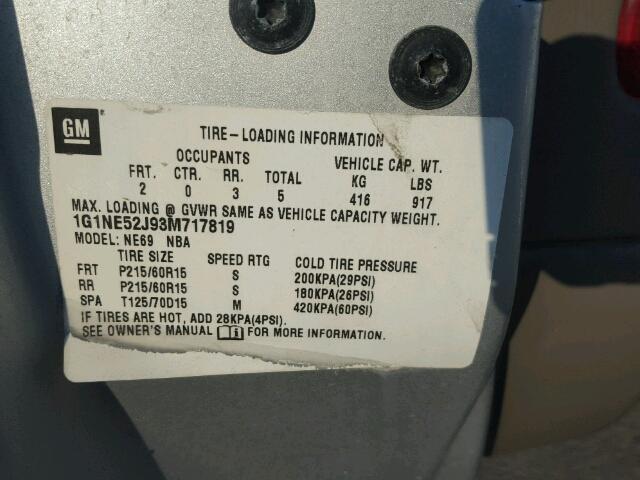 GM
TIRE-LOADING INFORMATION
OCCUPANTS VEHICLE CAP. WT.
FRT. CTR. RR. TOTAL KG LBS
2 0 3 5 416 917
MAX. LOADING @ GVWR SAME AS VEHICLE CAPACITY WEIGHT.
1G1NE52J93M717819
MODEL: NE69 NBA
TIRE SIZE SPEED RTG COLD TIRE PRESSURE
FRT P215/60R15 S 200KPA(29PSI)
RR P215/60R15 S 180KPA(26PSI)
SPA T125/70D15 M 420KPA(60PSI)
IF TIRES ARE HOT, ADD 28KPA(4PSI).
SEE OWNER'S MANUAL FOR MORE INFORMATION.